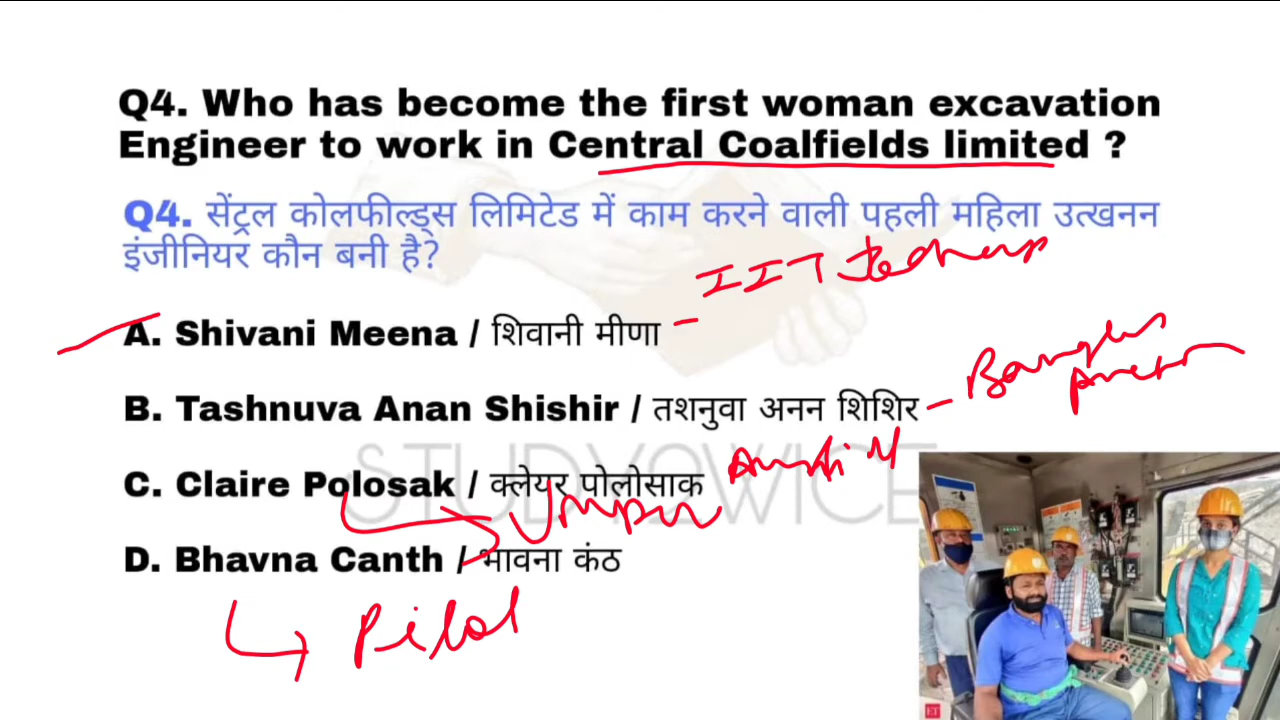 Q4. Who has become the first woman excavation
Engineer to work in Central Coalfields limited ?
Q4. सेंट्रल कोलफील्ड्स लिमिटेड में काम करने वाली पहली महिला उत्खनन
इंजीनियर कौन बनी है?
IIT
A. Shivani Meena / शिवानी मीणा -
B. Tashnuva Anan Shishir / तशनुवा अनन शिशिर -
C. Claire Polosak / क्लेयर पोलोसाक
STUDY2WICE
D. Bhavna Canth / भावना कंठ
Pilot
ET